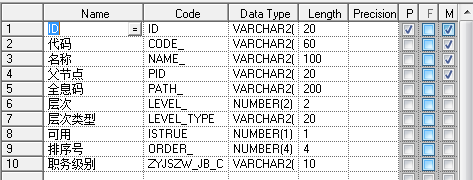 Name Code Data Type Length Precision P F M
1 ID = ID VARCHAR2( 20
2 代码 CODE_ VARCHAR2( 60
3 名称 NAME_ VARCHAR2( 100
4 父节点 PID VARCHAR2( 20
5 全息码 PATH_ VARCHAR2( 200
6 层次 LEVEL_ NUMBER(2) 2
7 层次类型 LEVEL_TYPE VARCHAR2( 20
8 可用 ISTRUE NUMBER(1) 1
9 排序号 ORDER_ NUMBER(4) 4
10 职务级别 ZYJSZW_JB_C VARCHAR2( 10